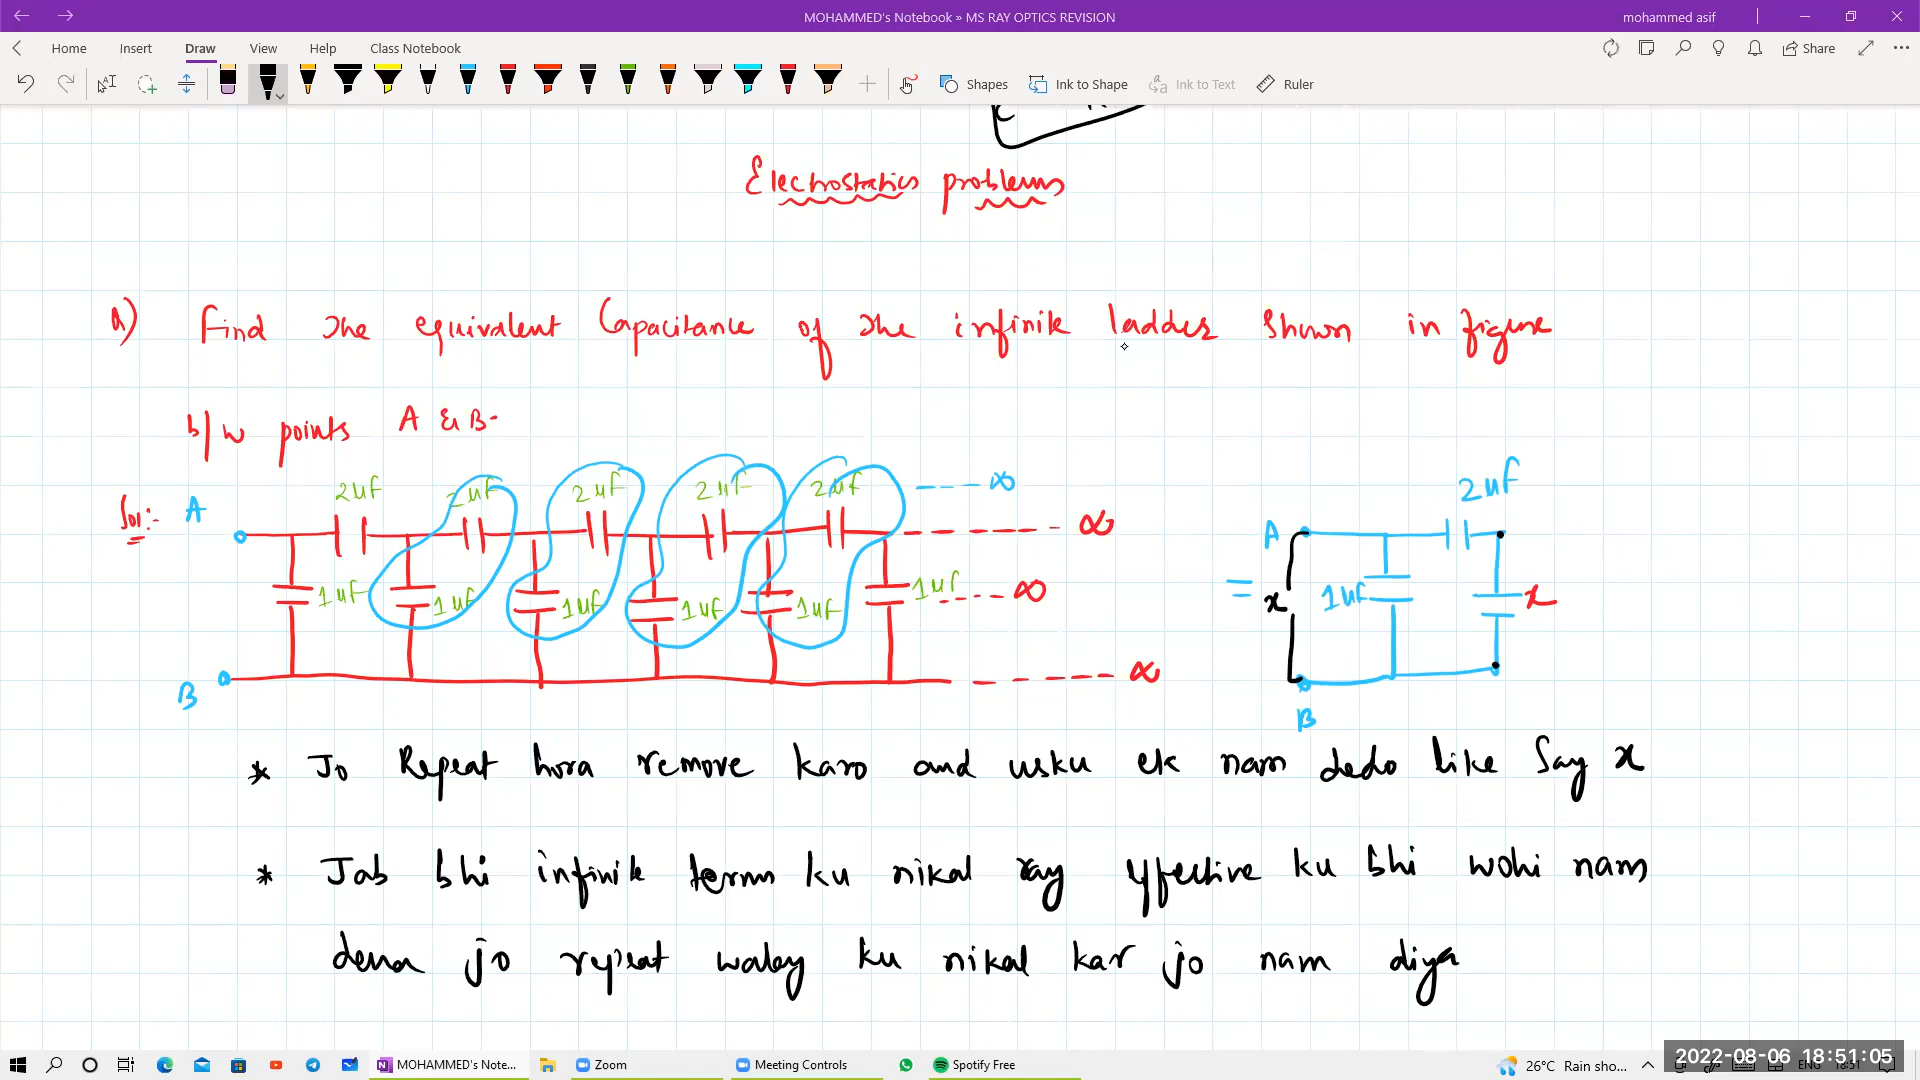 MOHAMMED's Notebook » MS RAY OPTICS REVISION
mohammed asif
Home Insert Draw View Help Class Notebook
Share
Shapes Ink to Shape Ink to Text Ruler
Electrostatics problems
Find the equivalent Capacitance of the infinite ladder Shown in figure
b/w points A & B-
Sol:-
A 2uf 2uf 2uf 2uf 2uf ∞
∞
1uf 1uf 1uf 1uf 1uf 1uf ∞
B ∞
2uf
A
= x 1uf x
B
* Jo Repeat hora remove karo and usku ek nam dedo like Say x
* Jab bhi infinite term ku nikal ray effective ku bhi wohi nam
dena jo repeat waley ku nikal kar jo nam diya
MOHAMMED's Note... Zoom Meeting Controls Spotify Free
26°C Rain sho...
2022-08-06 18:51:05